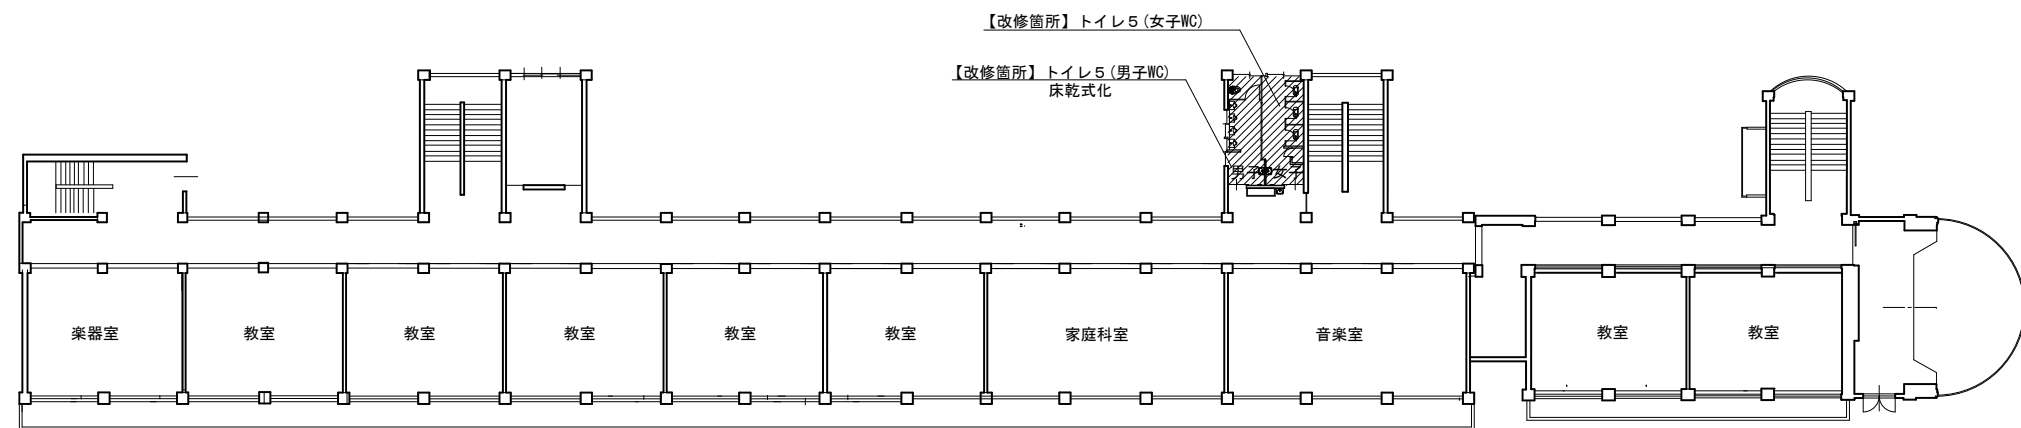 【改修箇所】トイレ５(女子WC)
【改修箇所】トイレ５(男子WC)
床乾式化
男子 女子
楽器室
教室
教室
教室
教室
教室
家庭科室
音楽室
教室
教室